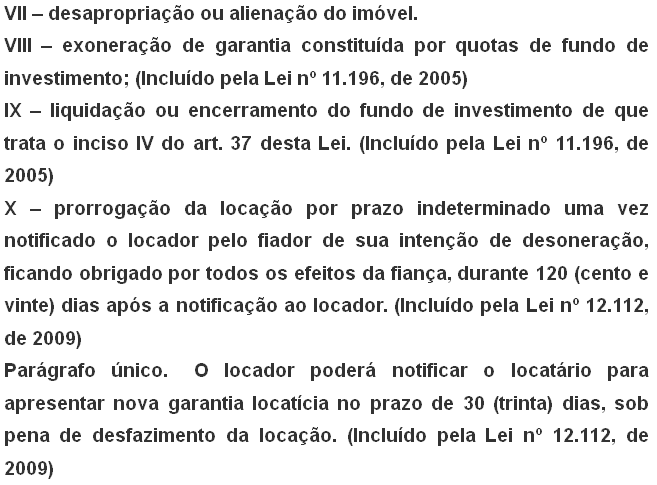 VII – desapropriação ou alienação do imóvel.
VIII – exoneração de garantia constituída por quotas de fundo de
investimento; (Incluído pela Lei nº 11.196, de 2005)
IX – liquidação ou encerramento do fundo de investimento de que
trata o inciso IV do art. 37 desta Lei. (Incluído pela Lei nº 11.196, de
2005)
X – prorrogação da locação por prazo indeterminado uma vez
notificado o locador pelo fiador de sua intenção de desoneração,
ficando obrigado por todos os efeitos da fiança, durante 120 (cento e
vinte) dias após a notificação ao locador. (Incluído pela Lei nº 12.112,
de 2009)
Parágrafo único. O locador poderá notificar o locatário para
apresentar nova garantia locatícia no prazo de 30 (trinta) dias, sob
pena de desfazimento da locação. (Incluído pela Lei nº 12.112, de
2009)